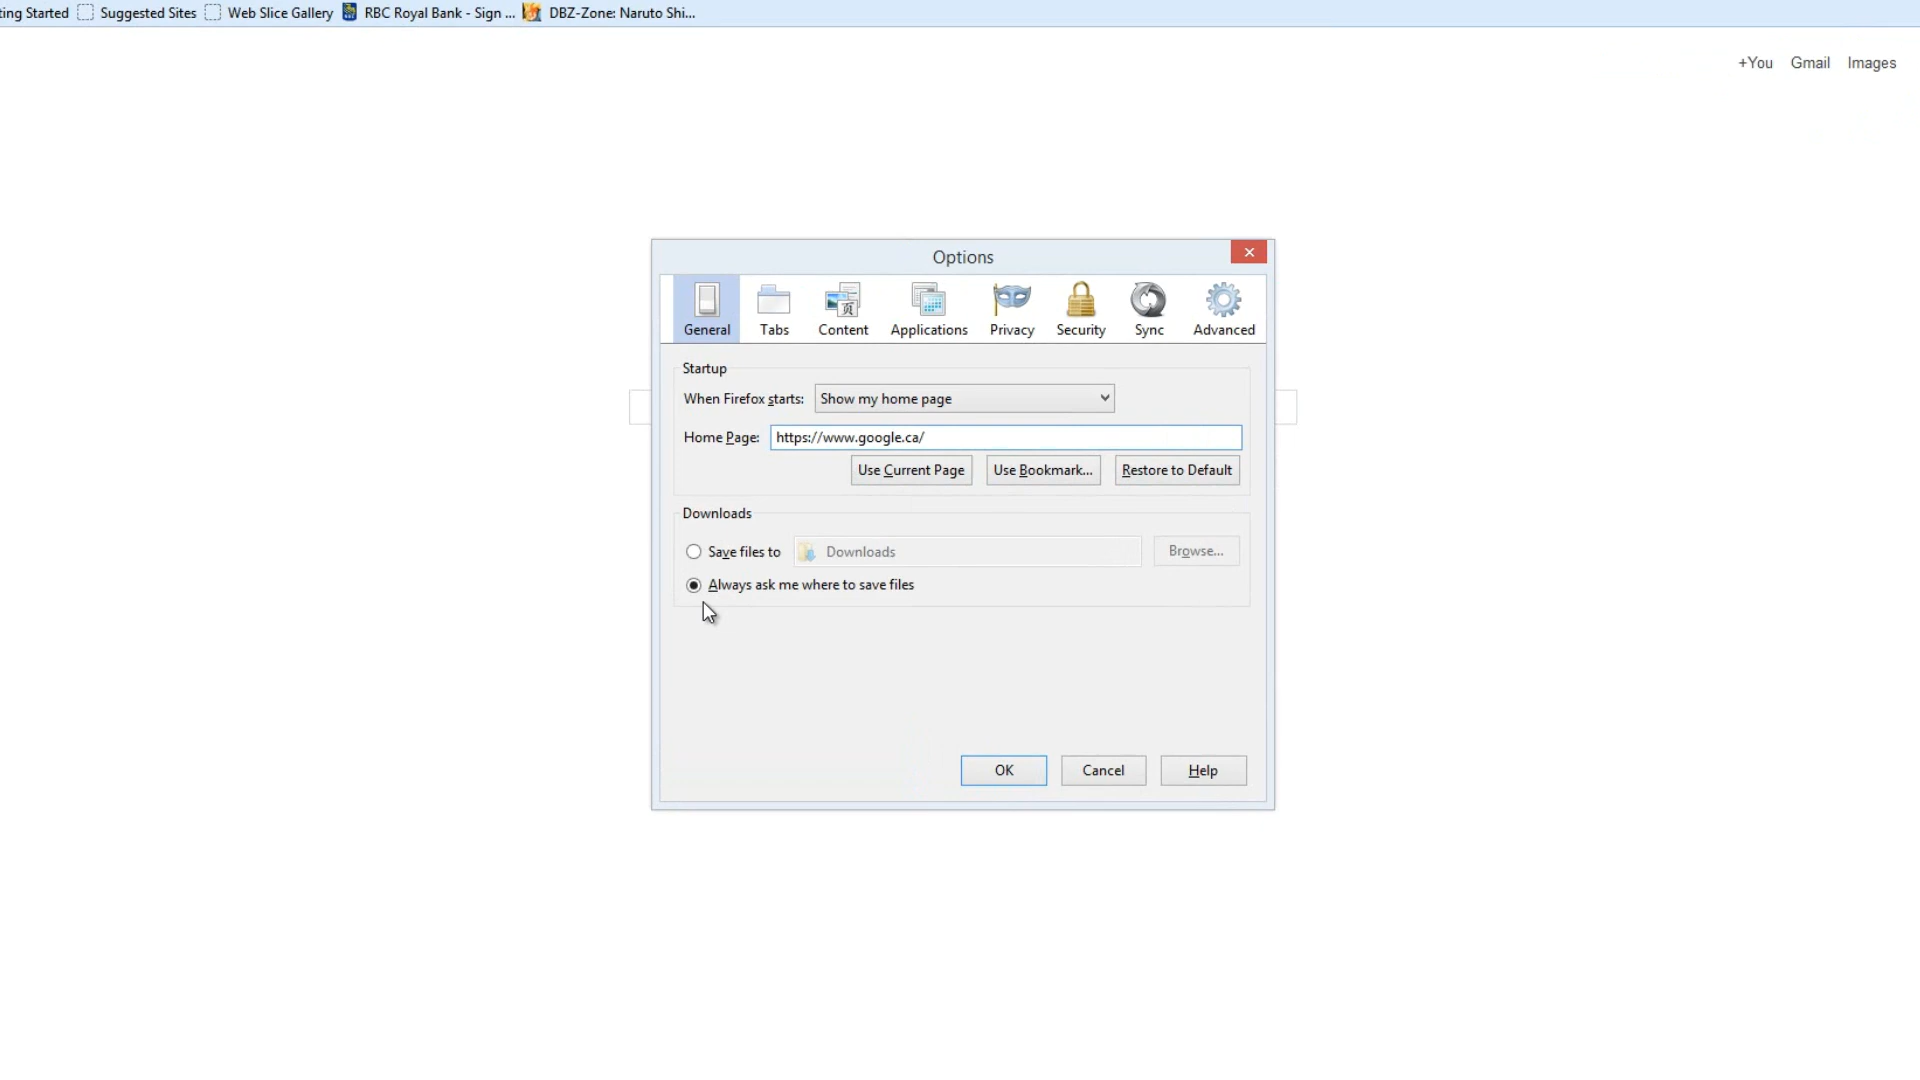 ting Started Suggested Sites Web Slice Gallery RBC Royal Bank - Sign ... DBZ-Zone: Naruto Shi...
+You Gmail Images
Options
General Tabs Content Applications Privacy Security Sync Advanced
Startup
When Firefox starts: Show my home page
Home Page: https://www.google.ca/
Use Current Page Use Bookmark... Restore to Default
Downloads
Save files to Downloads Browse...
Always ask me where to save files
OK Cancel Help